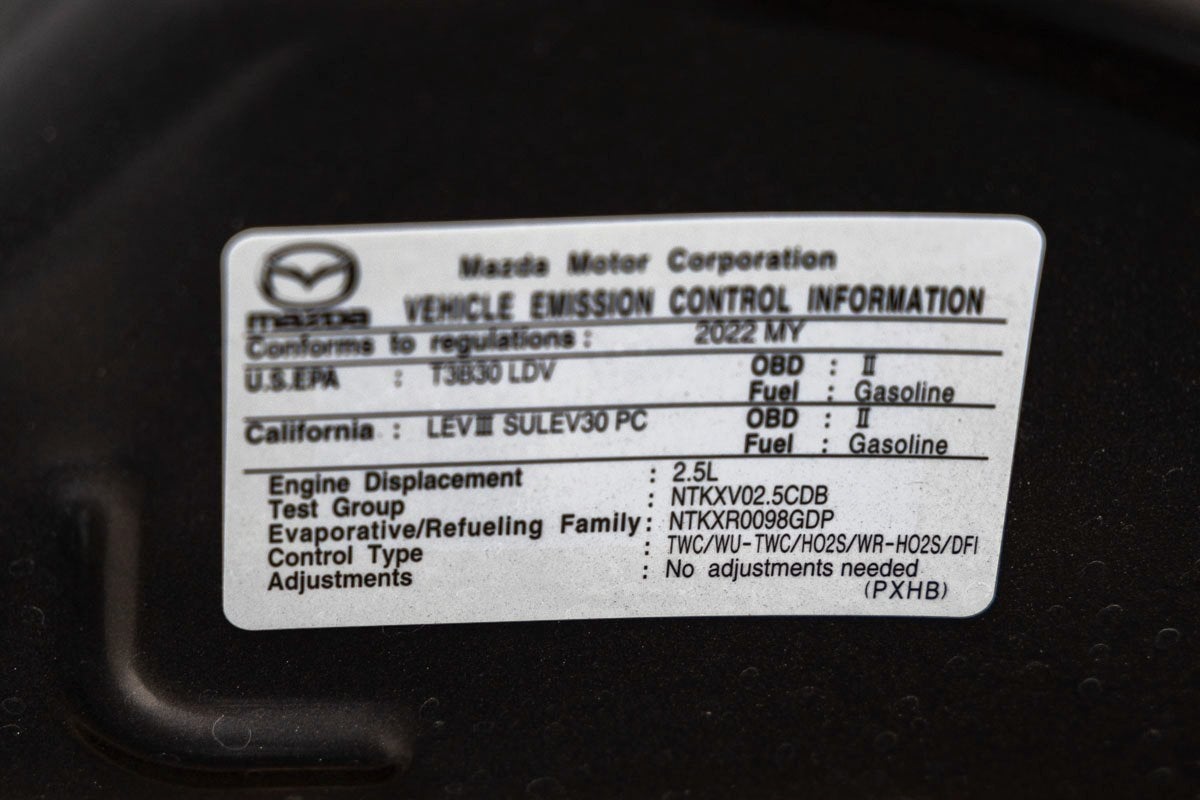 Mazda Motor Corporation
mazda VEHICLE EMISSION CONTROL INFORMATION
Conforms to regulations : 2022 MY
U.S.EPA : T3B30 LDV OBD : II
Fuel : Gasoline
California : LEVIII SULEV30 PC OBD : II
Fuel : Gasoline
Engine Displacement : 2.5L
Test Group : NTKXV02.5CDB
Evaporative/Refueling Family : NTKXR0098GDP
Control Type : TWC/WU-TWC/HO2S/WR-HO2S/DFI
Adjustments : No adjustments needed
(PXHB)